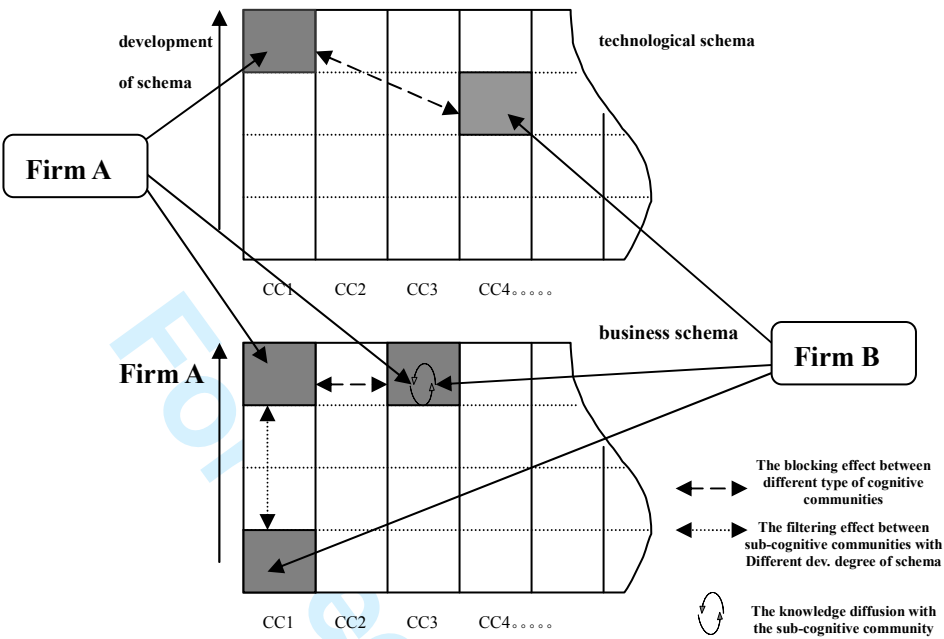 development
of schema
technological schema
Firm A
CC1 CC2 CC3 CC4。。。。。
business schema
Firm B
Firm A
The blocking effect between
different type of cognitive
communities
The filtering effect between
sub-cognitive communities with
Different dev. degree of schema
CC1 CC2 CC3 CC4。。。。。
The knowledge diffusion with
the sub-cognitive community
For